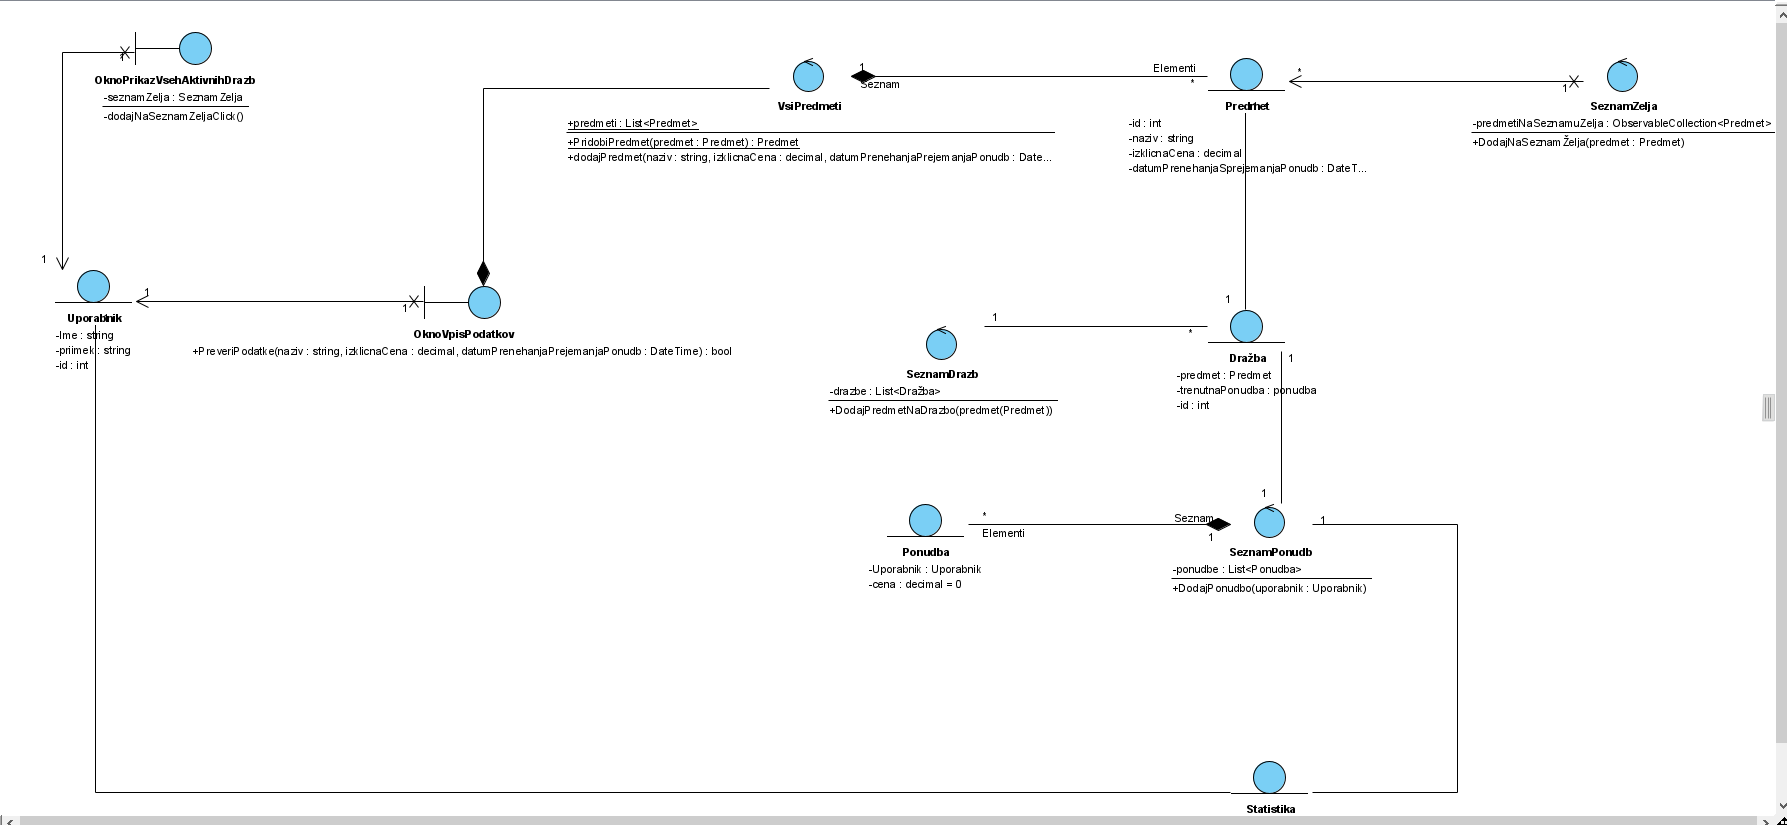 1
OknoPrikazVsehAktivnihDrazb
-seznamZelja : SeznamZelja
-dodajNaSeznamZeljaClick()
1
Uporabnik
-Ime : string
-priimek : string
-id : int
1
1
OknoVpisPodatkov
+PreveriPodatke(naziv : string, izklicnaCena : decimal, datumPrenehanjaPrejemanjaPonudb : DateTime) : bool
VsiPredmeti
+predmeti : List<Predmet>
+PridobiPredmet(predmet : Predmet) : Predmet
+dodajPredmet(naziv : string, izklicnaCena : decimal, datumPrenehanjaPrejemanjaPonudb : Date...
1
Seznam
Elementi
*
Predmet
-id : int
-naziv : string
-izklicnaCena : decimal
-datumPrenehanjaSprejemanjaPonudb : DateT...
*
1
SeznamZelja
-predmetiNaSeznamuZelja : ObservableCollection<Predmet>
+DodajNaSeznamŽelja(predmet : Predmet)
1
1
*
SeznamDrazb
-drazbe : List<Dražba>
+DodajPredmetNaDrazbo(predmet(Predmet))
Dražba
1
-predmet : Predmet
-trenutnaPonudba : ponudba
-id : int
1
*
Elementi
Seznam
1
1
Ponudba
-Uporabnik : Uporabnik
-cena : decimal = 0
SeznamPonudb
-ponudbe : List<Ponudba>
+DodajPonudbo(uporabnik : Uporabnik)
Statistika